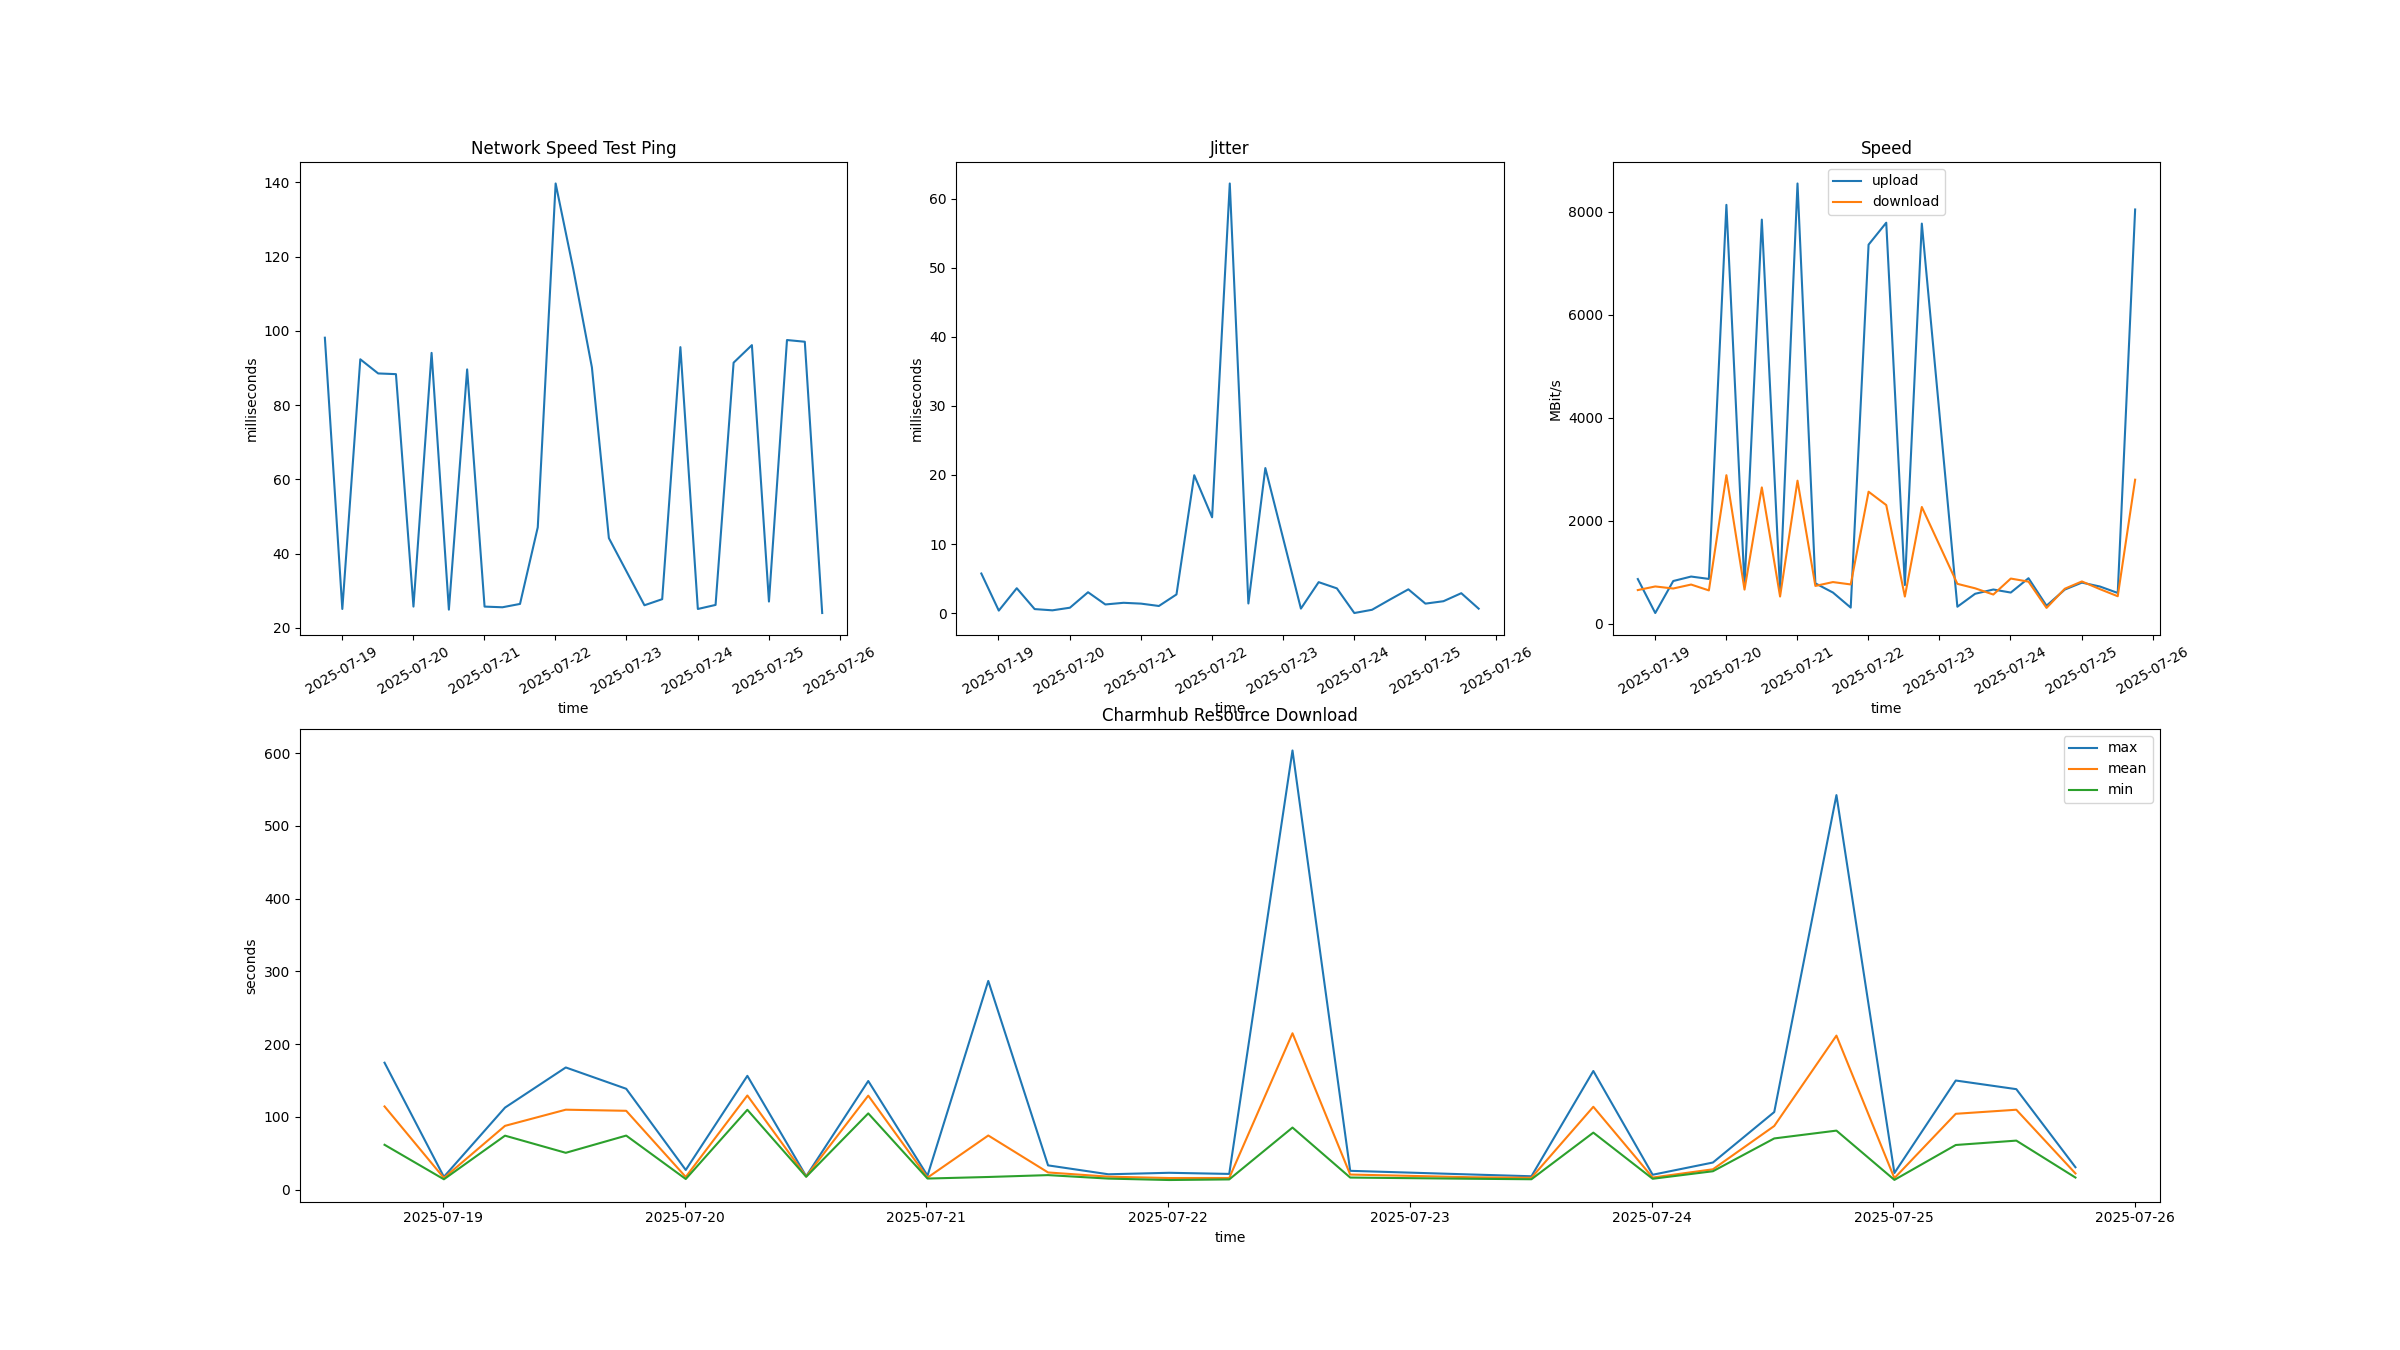 Network Speed Test Ping
milliseconds
140
120
100
80
60
40
20
2025-07-19 2025-07-20 2025-07-21 2025-07-22 2025-07-23 2025-07-24 2025-07-25 2025-07-26
time
Jitter
milliseconds
60
50
40
30
20
10
0
2025-07-19 2025-07-20 2025-07-21 2025-07-22 2025-07-23 2025-07-24 2025-07-25 2025-07-26
time
Speed
upload
download
MBit/s
8000
6000
4000
2000
0
2025-07-19 2025-07-20 2025-07-21 2025-07-22 2025-07-23 2025-07-24 2025-07-25 2025-07-26
time
Charmhub Resource Download
max
mean
min
seconds
600
500
400
300
200
100
0
2025-07-19 2025-07-20 2025-07-21 2025-07-22 2025-07-23 2025-07-24 2025-07-25 2025-07-26
time